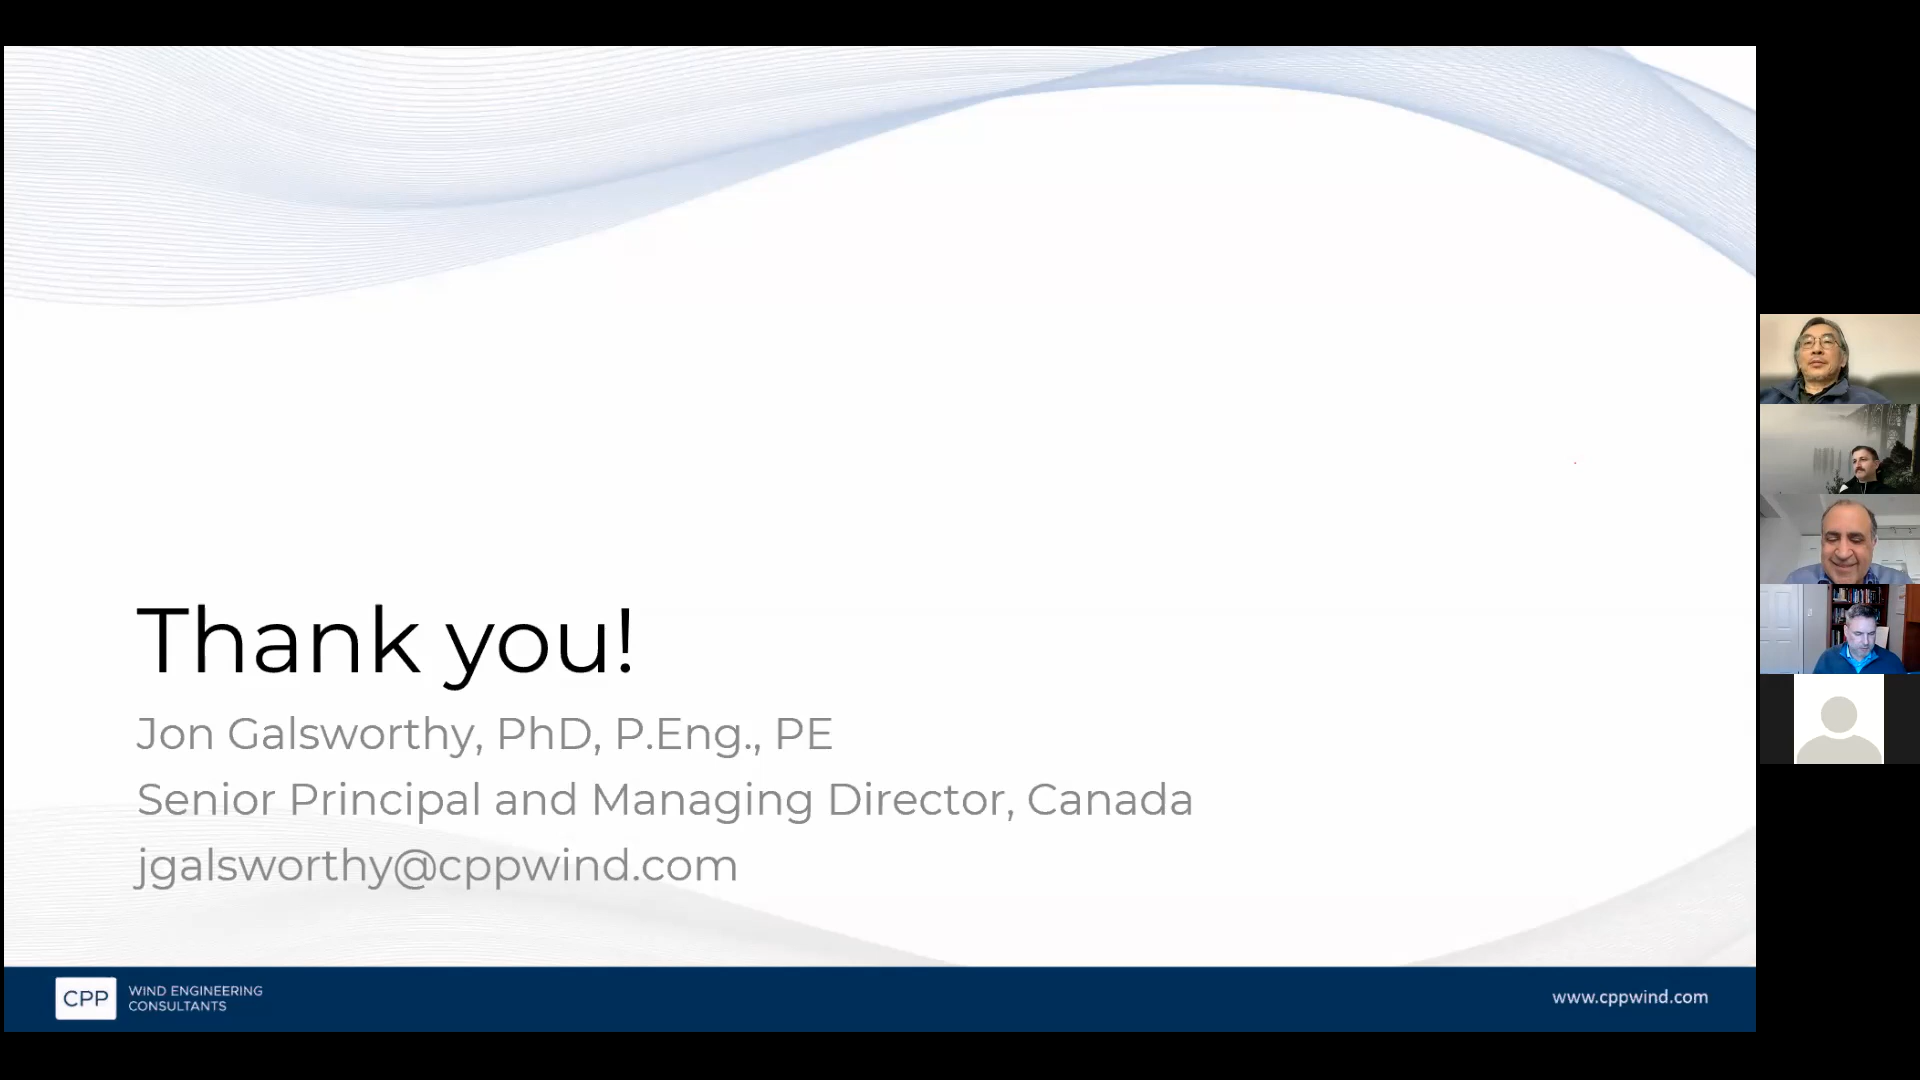 Thank you!
Jon Galsworthy, PhD, P.Eng., PE
Senior Principal and Managing Director, Canada
jgalsworthy@cppwind.com
CPP
WIND ENGINEERING
CONSULTANTS
www.cppwind.com